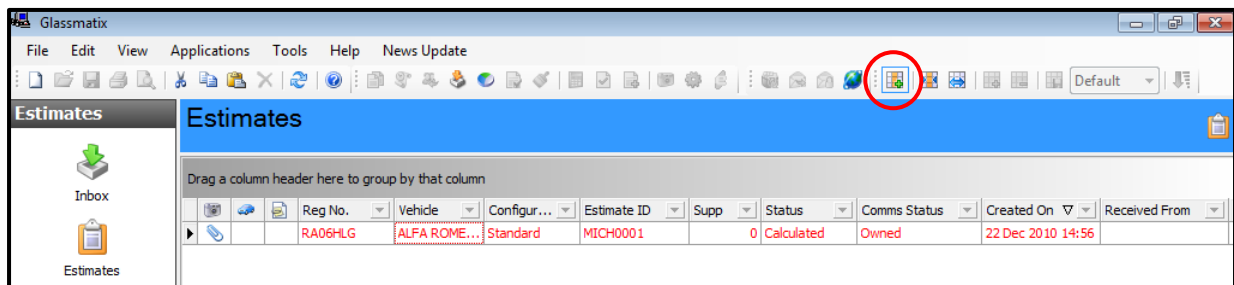 Glassmatix
File Edit View Applications Tools Help News Update
Default
Estimates
Estimates
Inbox
Estimates
Drag a column header here to group by that column
Reg No. Vehicle Configur... Estimate ID Supp Status Comms Status Created On Received From
RA06HLG ALFA ROME... Standard MICH0001 0 Calculated Owned 22 Dec 2010 14:56